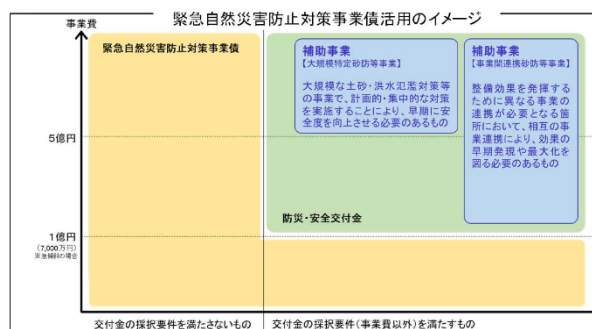 緊急自然災害防止対策事業債活用のイメージ
事業費
緊急自然災害防止対策事業債
補助事業
【大規模特定砂防等事業】
大規模な土砂・洪水氾濫対策等
の事業で、計画的・集中的な対策
を実施することにより、早期に安
全度を向上させる必要のあるもの
補助事業
【事業間連携砂防等事業】
整備効果を発揮する
ために異なる事業の
連携が必要となる箇
所において、相互の事
業連携により、効果の
早期発現や最大化を
図る必要のあるもの
5億円
防災・安全交付金
1億円
(7,000万円)
※急傾斜の場合
交付金の採択要件を満たさないもの
交付金の採択要件(事業費以外)を満たすもの